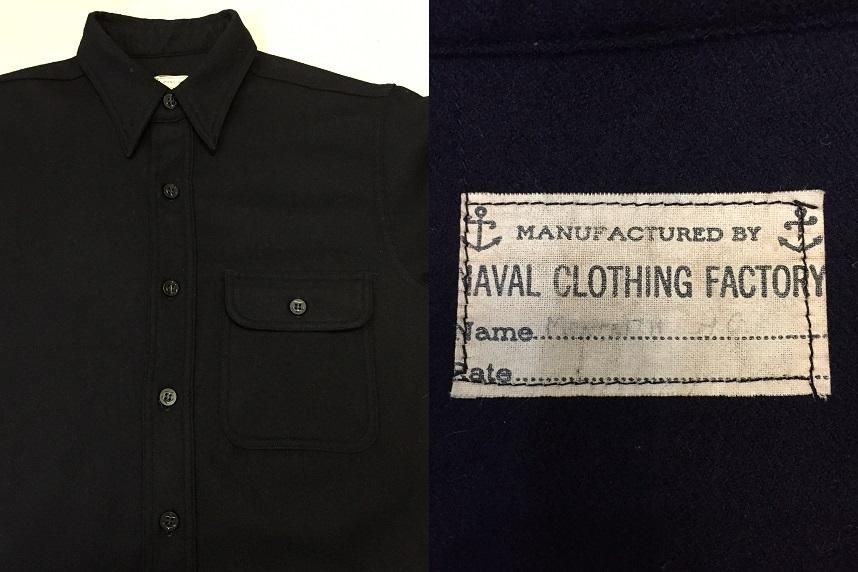 MANUFACTURED BY
NAVAL CLOTHING FACTORY
Name
Rate